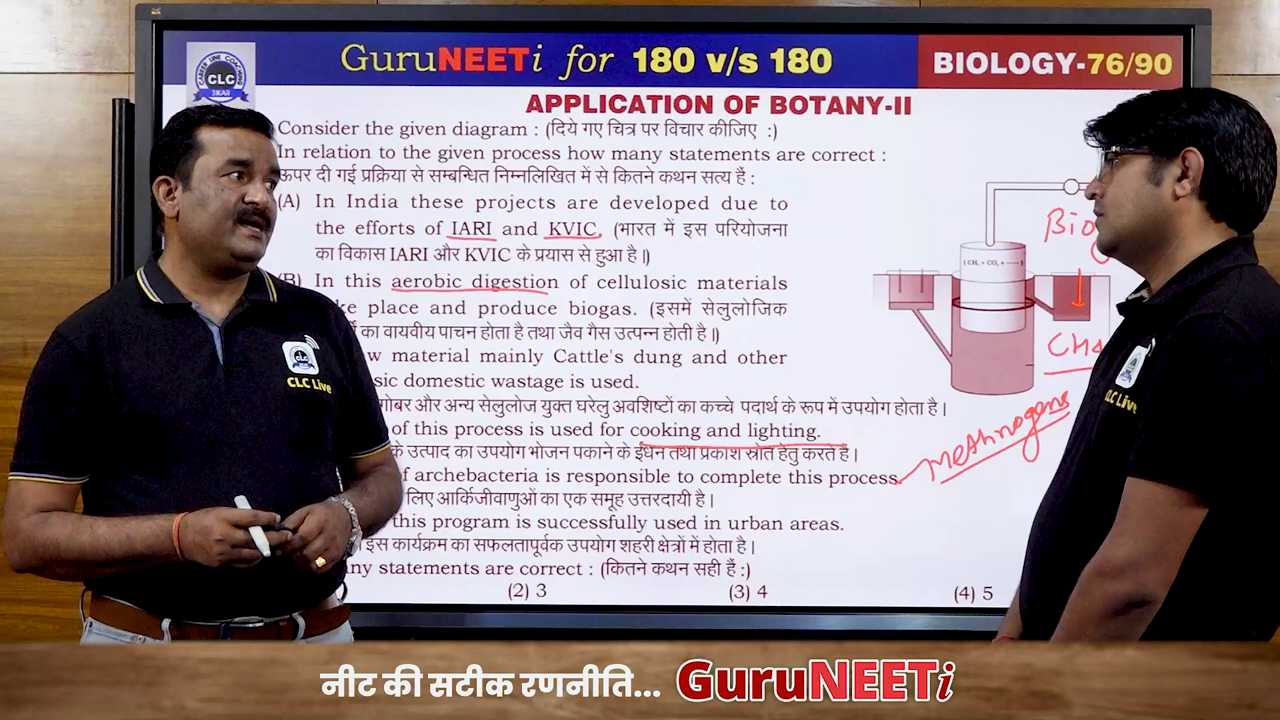 GuruNEETi for 180 v/s 180
BIOLOGY-76/90
CLC
SIKAR
APPLICATION OF BOTANY-II
Consider the given diagram : (दिये गए चित्र पर विचार कीजिए :)
In relation to the given process how many statements are correct :
ऊपर दी गई प्रक्रिया से सम्बन्धित निम्नलिखित में से कितने कथन सत्य है :
(A) In India these projects are developed due to
the efforts of IARI and KVIC. (भारत में इस परियोजना
का विकास IARI और KVIC के प्रयास से हुआ है।)
(B) In this aerobic digestion of cellulosic materials
place and produce biogas. (इसमें सेलुलोजिक
का वायवीय पाचन होता है तथा जैव गैस उत्पन्न होती है।)
material mainly Cattle's dung and other
domestic wastage is used.
गोबर और अन्य सेलुलोज युक्त घरेलु अवशिष्टों का कच्चे पदार्थ के रूप में उपयोग होता है।
of this process is used for cooking and lighting.
के उत्पाद का उपयोग भोजन पकाने के ईंधन तथा प्रकाश स्रोत हेतु करते हैं।
of archebacteria is responsible to complete this process.
लिए आर्किजीवाणुओं का एक समूह उत्तरदायी है।
this program is successfully used in urban areas.
इस कार्यक्रम का सफलतापूर्वक उपयोग शहरी क्षेत्रों में होता है।
statements are correct : (कितने कथन सही हैं :)
(2) 3 (3) 4 (4) 5
(CH₄ + CO₂ + ------)
Bio
CH4
Methnogens
CLC Live
CLC Live
नीट की सटीक रणनीति... GuruNEETi